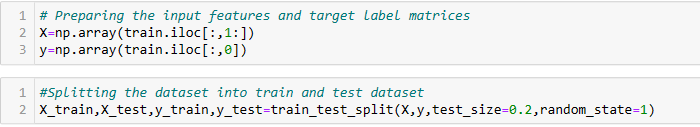 1 # Preparing the input features and target label matrices
2 X=np.array(train.iloc[:,1:])
3 y=np.array(train.iloc[:,0])
1 #Splitting the dataset into train and test dataset
2 X_train,X_test,y_train,y_test=train_test_split(X,y,test_size=0.2,random_state=1)